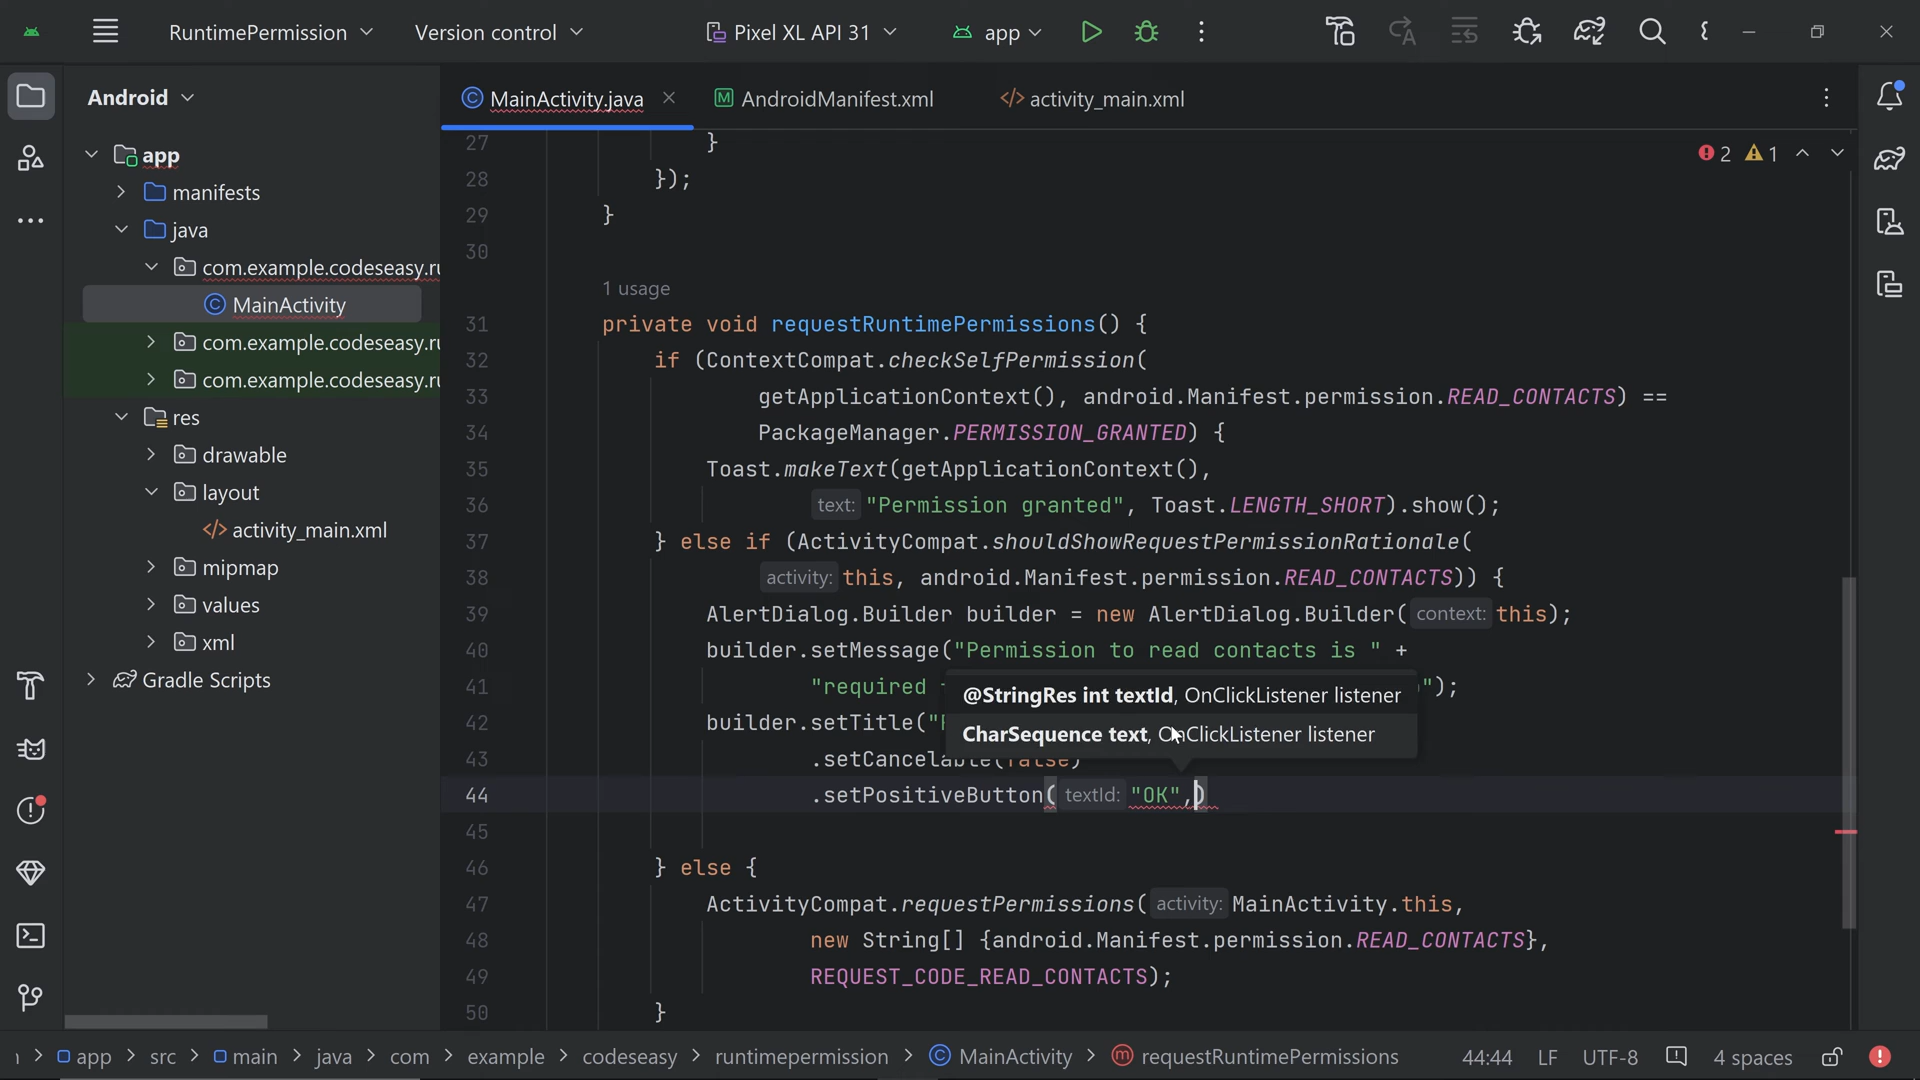 RuntimePermission
Version control
Pixel XL API 31
app
Android
MainActivity.java
AndroidManifest.xml
activity_main.xml
2
1
app
manifests
java
com.example.codeseasy.ru
MainActivity
com.example.codeseasy.ru
com.example.codeseasy.ru
res
drawable
layout
activity_main.xml
mipmap
values
xml
Gradle Scripts
27 }
28 });
29 }
30
1 usage
31 private void requestRuntimePermissions() {
32 if (ContextCompat.checkSelfPermission(
33 getApplicationContext(), android.Manifest.permission.READ_CONTACTS) ==
34 PackageManager.PERMISSION_GRANTED) {
35 Toast.makeText(getApplicationContext(),
36 text: "Permission granted", Toast.LENGTH_SHORT).show();
37 } else if (ActivityCompat.shouldShowRequestPermissionRationale(
38 activity: this, android.Manifest.permission.READ_CONTACTS)) {
39 AlertDialog.Builder builder = new AlertDialog.Builder( context: this);
40 builder.setMessage("Permission to read contacts is " +
41 "required ");
@StringRes int textId, OnClickListener listener
42 builder.setTitle("
CharSequence text, OnClickListener listener
43 .setCancelable(false)
44 .setPositiveButton( textId: "OK",)
45
46 } else {
47 ActivityCompat.requestPermissions( activity: MainActivity.this,
48 new String[] {android.Manifest.permission.READ_CONTACTS},
49 REQUEST_CODE_READ_CONTACTS);
50 }
app > src > main > java > com > example > codeseasy > runtimepermission > MainActivity > requestRuntimePermissions
44:44 LF UTF-8 4 spaces